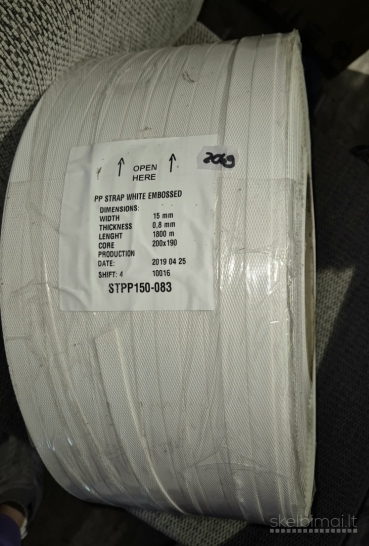 ↑ OPEN ↑
HERE
2029
PP STRAP WHITE EMBOSSED
DIMENSIONS:
WIDTH 15 mm
THICKNESS 0,8 mm
LENGHT 1800 m
CORE 200x190
PRODUCTION
DATE: 2019 04 25
SHIFT: 4 10016
STPP150-083
skelbimai.lt